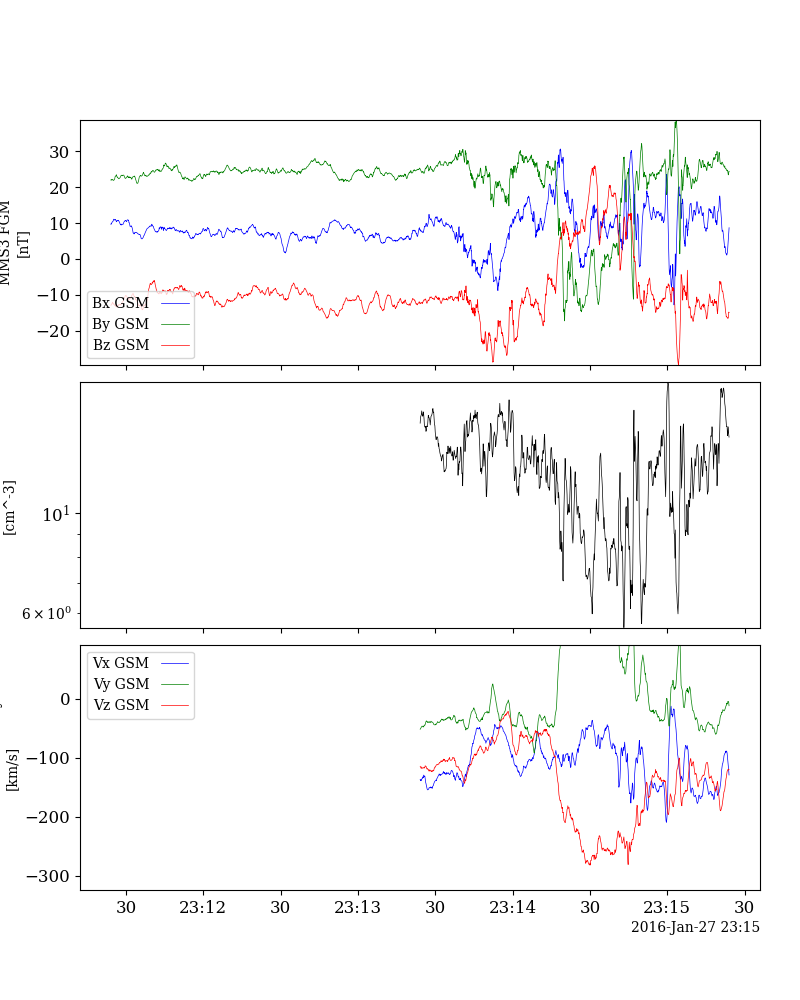 MMS3 FGM
[nT]
30
20
10
0
−10
−20
Bx GSM
By GSM
Bz GSM
[cm^-3]
10¹
6 × 10⁰
[km/s]
0
−100
−200
−300
Vx GSM
Vy GSM
Vz GSM
30 23:12 30 23:13 30 23:14 30 23:15 30
2016-Jan-27 23:15